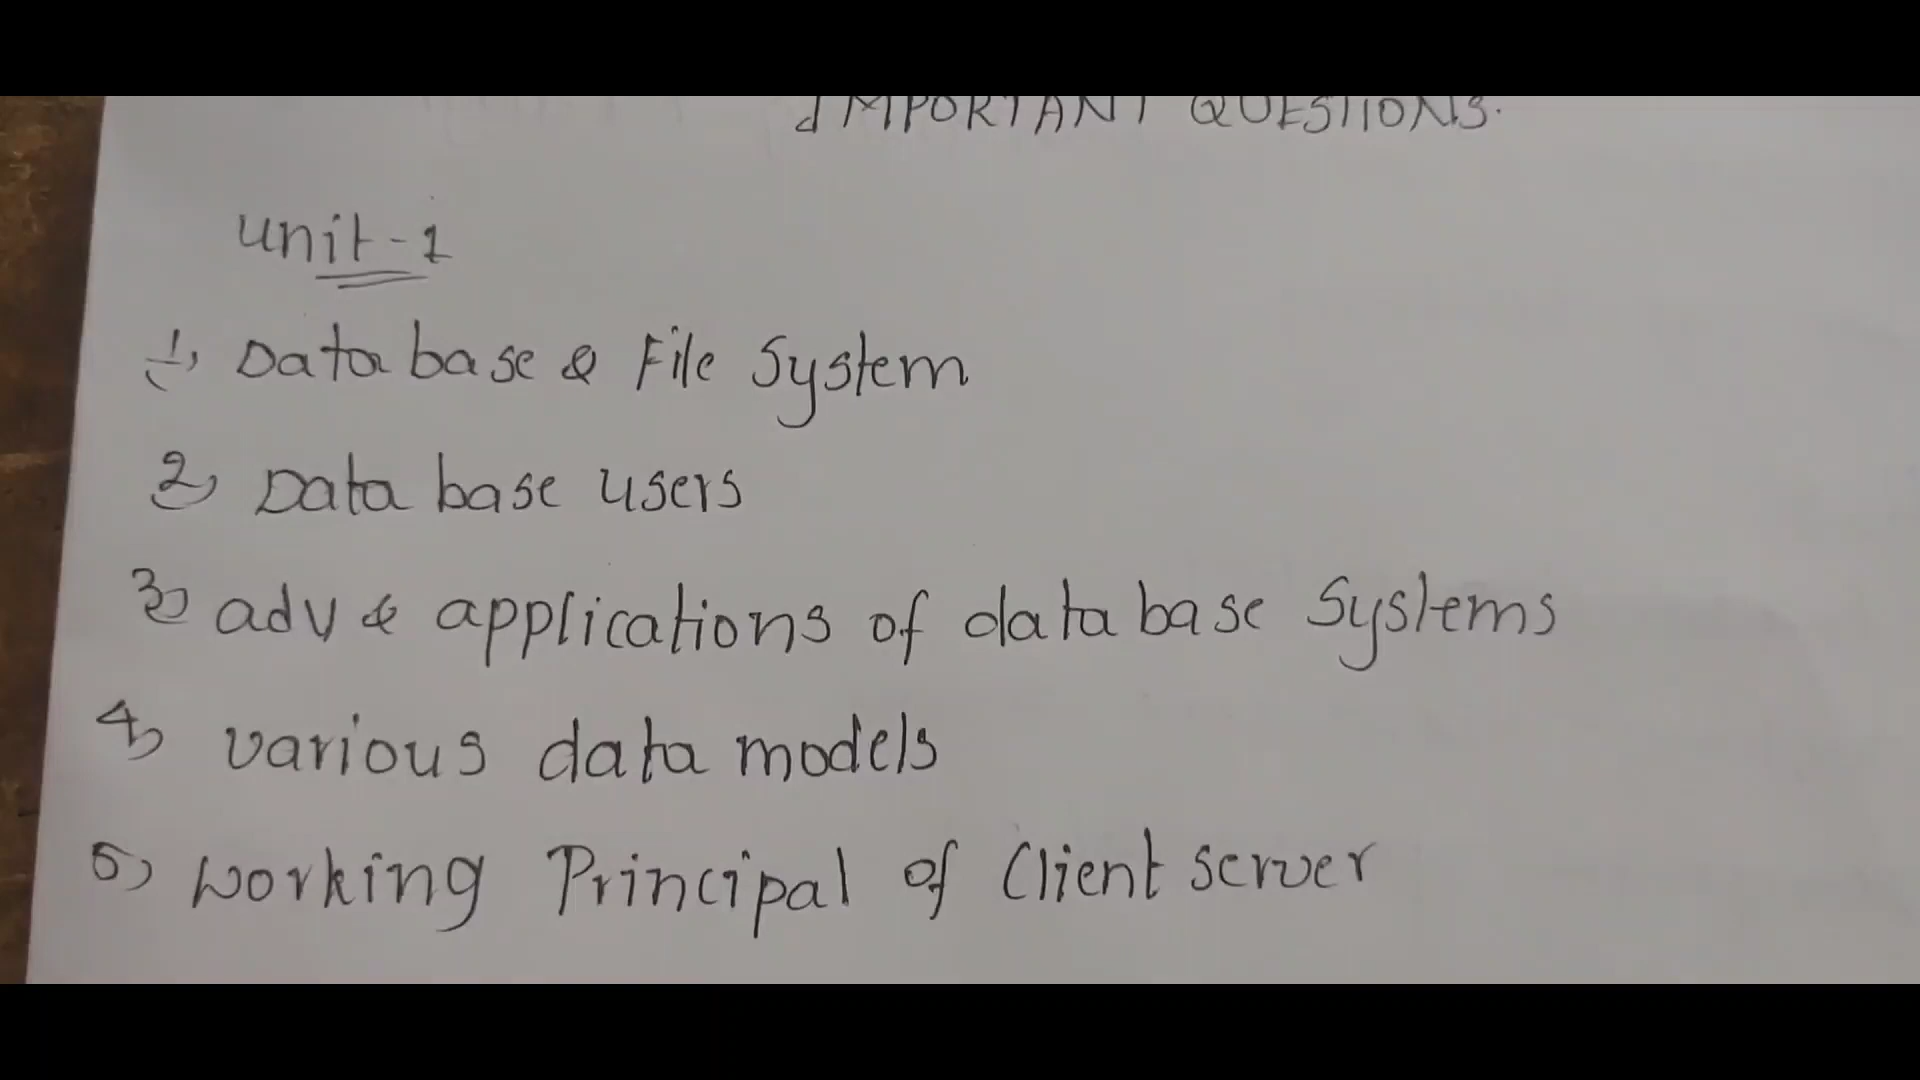 IMPORTANT QUESTIONS.
Unit-1
1) Data base & File System
2) Data base users
3) adv & applications of data base Systems
4) various data models
5) working Principal of Client server